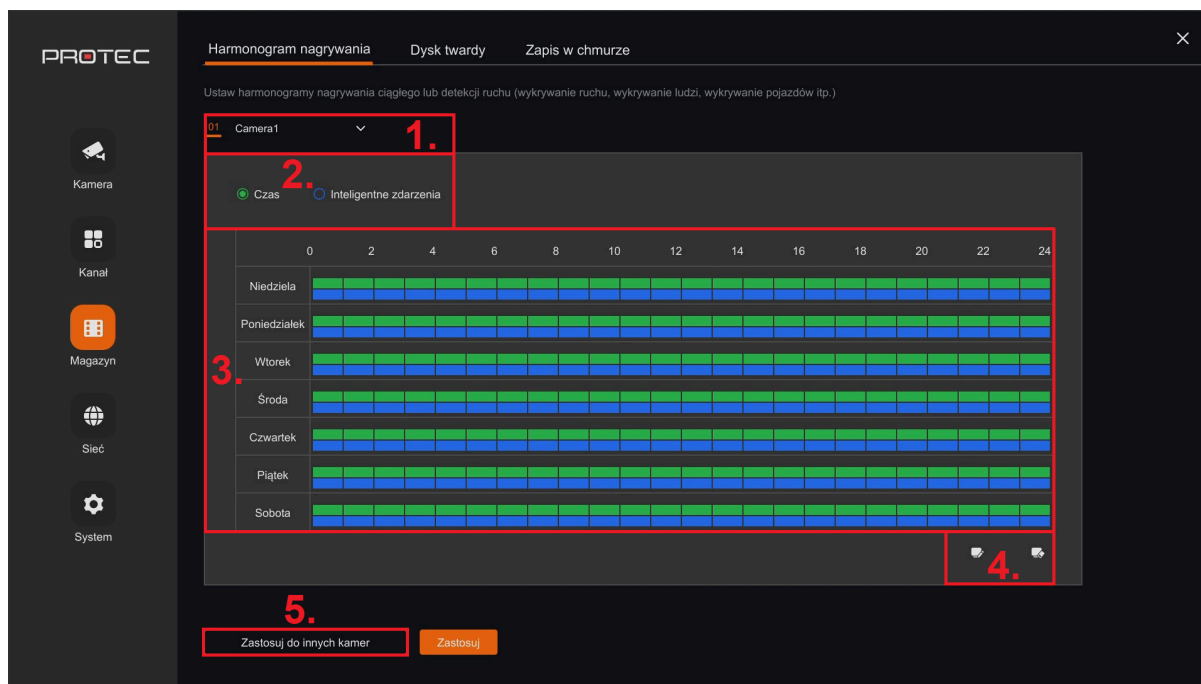 PROTEC
Harmonogram nagrywania Dysk twardy Zapis w chmurze
Ustaw harmonogramy nagrywania ciągłego lub detekcji ruchu (wykrywanie ruchu, wykrywanie ludzi, wykrywanie pojazdów itp.)
01 Camera1 1.
Kamera
2.
Czas Inteligentne zdarzenia
0 2 4 6 8 10 12 14 16 18 20 22 24
Kanał
Niedziela
Poniedziałek
Magazyn
Wtorek
3.
Środa
Czwartek
Sieć
Piątek
Sobota
System
4.
5.
Zastosuj do innych kamer Zastosuj